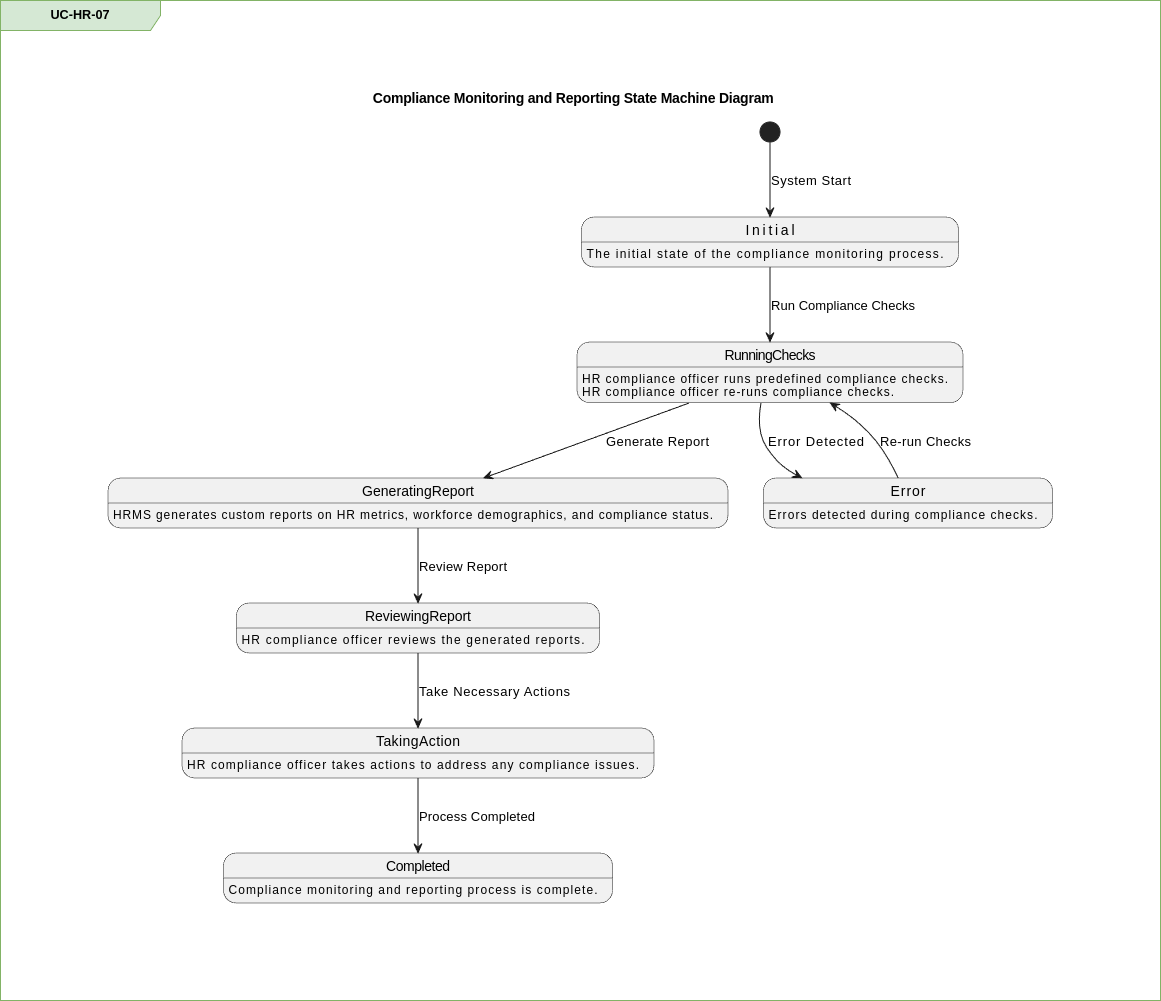 UC-HR-07
Compliance Monitoring and Reporting State Machine Diagram
System Start
Initial
The initial state of the compliance monitoring process.
Run Compliance Checks
RunningChecks
HR compliance officer runs predefined compliance checks.
HR compliance officer re-runs compliance checks.
Generate Report
Error Detected
Re-run Checks
GeneratingReport
HRMS generates custom reports on HR metrics, workforce demographics, and compliance status.
Error
Errors detected during compliance checks.
Review Report
ReviewingReport
HR compliance officer reviews the generated reports.
Take Necessary Actions
TakingAction
HR compliance officer takes actions to address any compliance issues.
Process Completed
Completed
Compliance monitoring and reporting process is complete.